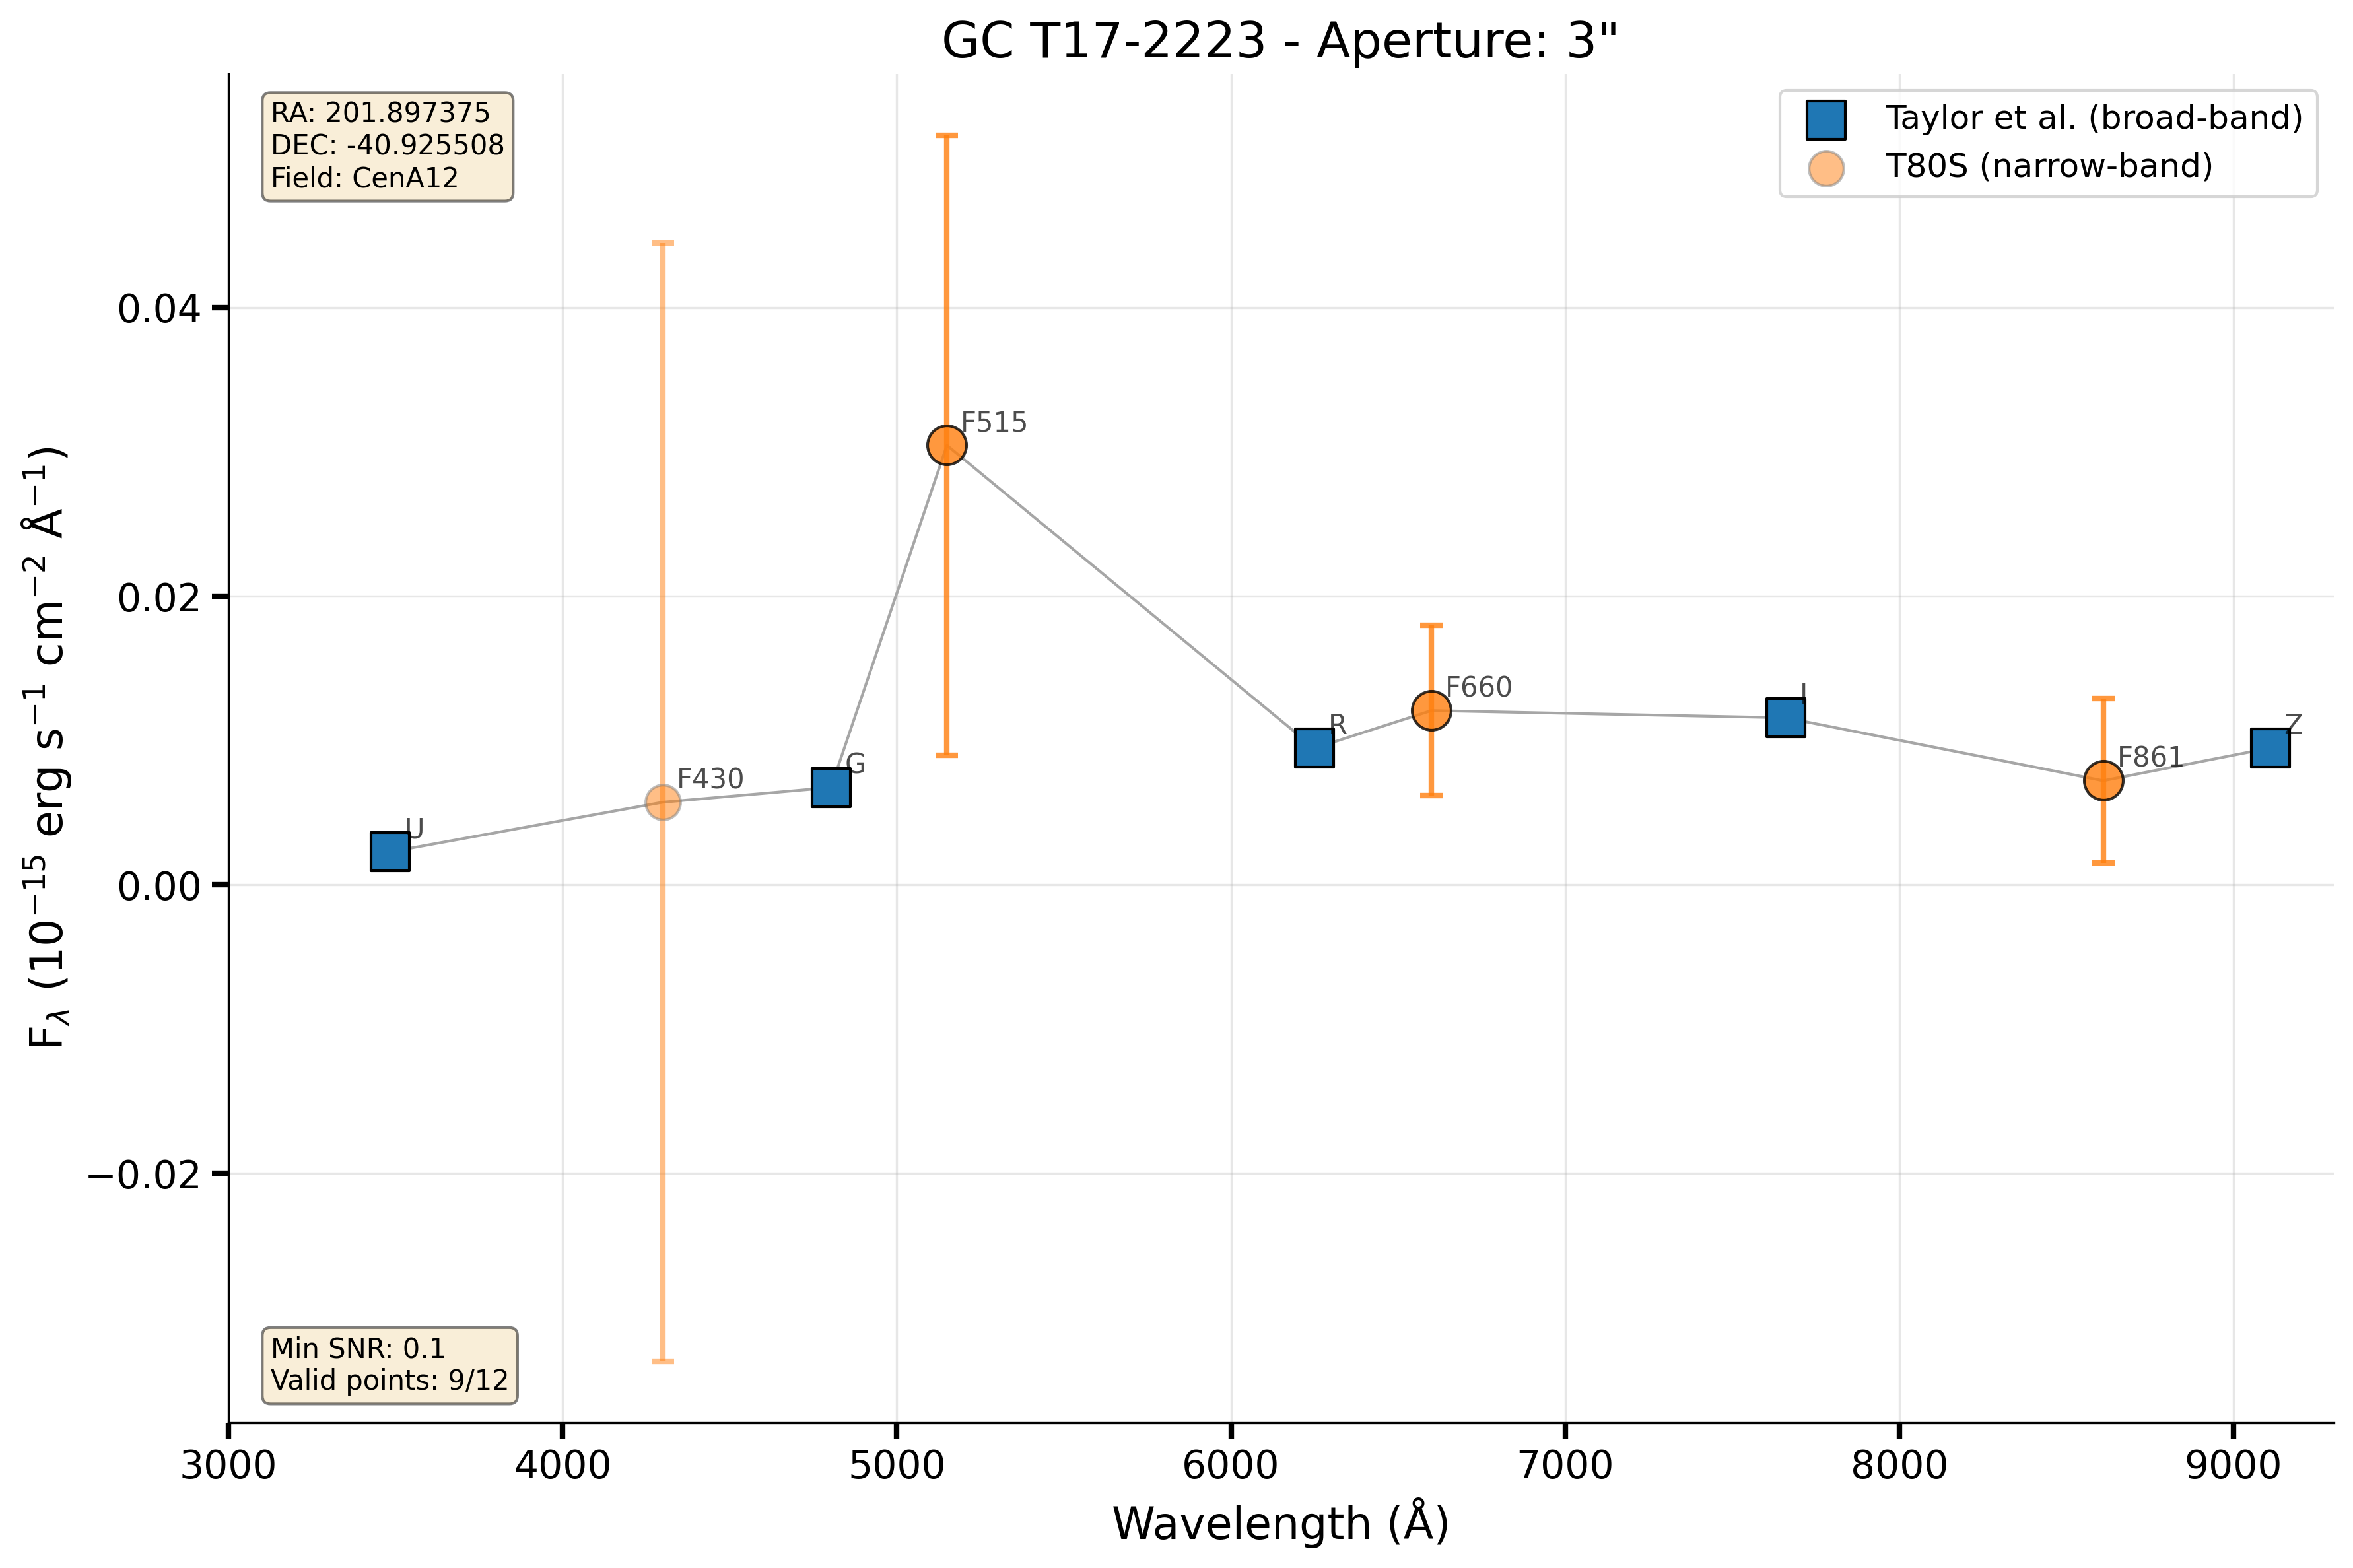 GC T17-2223 - Aperture: 3"
RA: 201.897375
DEC: -40.925508
Field: CenA12
Taylor et al. (broad-band)
T80S (narrow-band)
F515
F660
F430
F861
U
G
R
I
Z
0.04
0.02
0.00
−0.02
F_λ (10⁻¹⁵ erg s⁻¹ cm⁻² Å⁻¹)
Min SNR: 0.1
Valid points: 9/12
3000 4000 5000 6000 7000 8000 9000
Wavelength (Å)